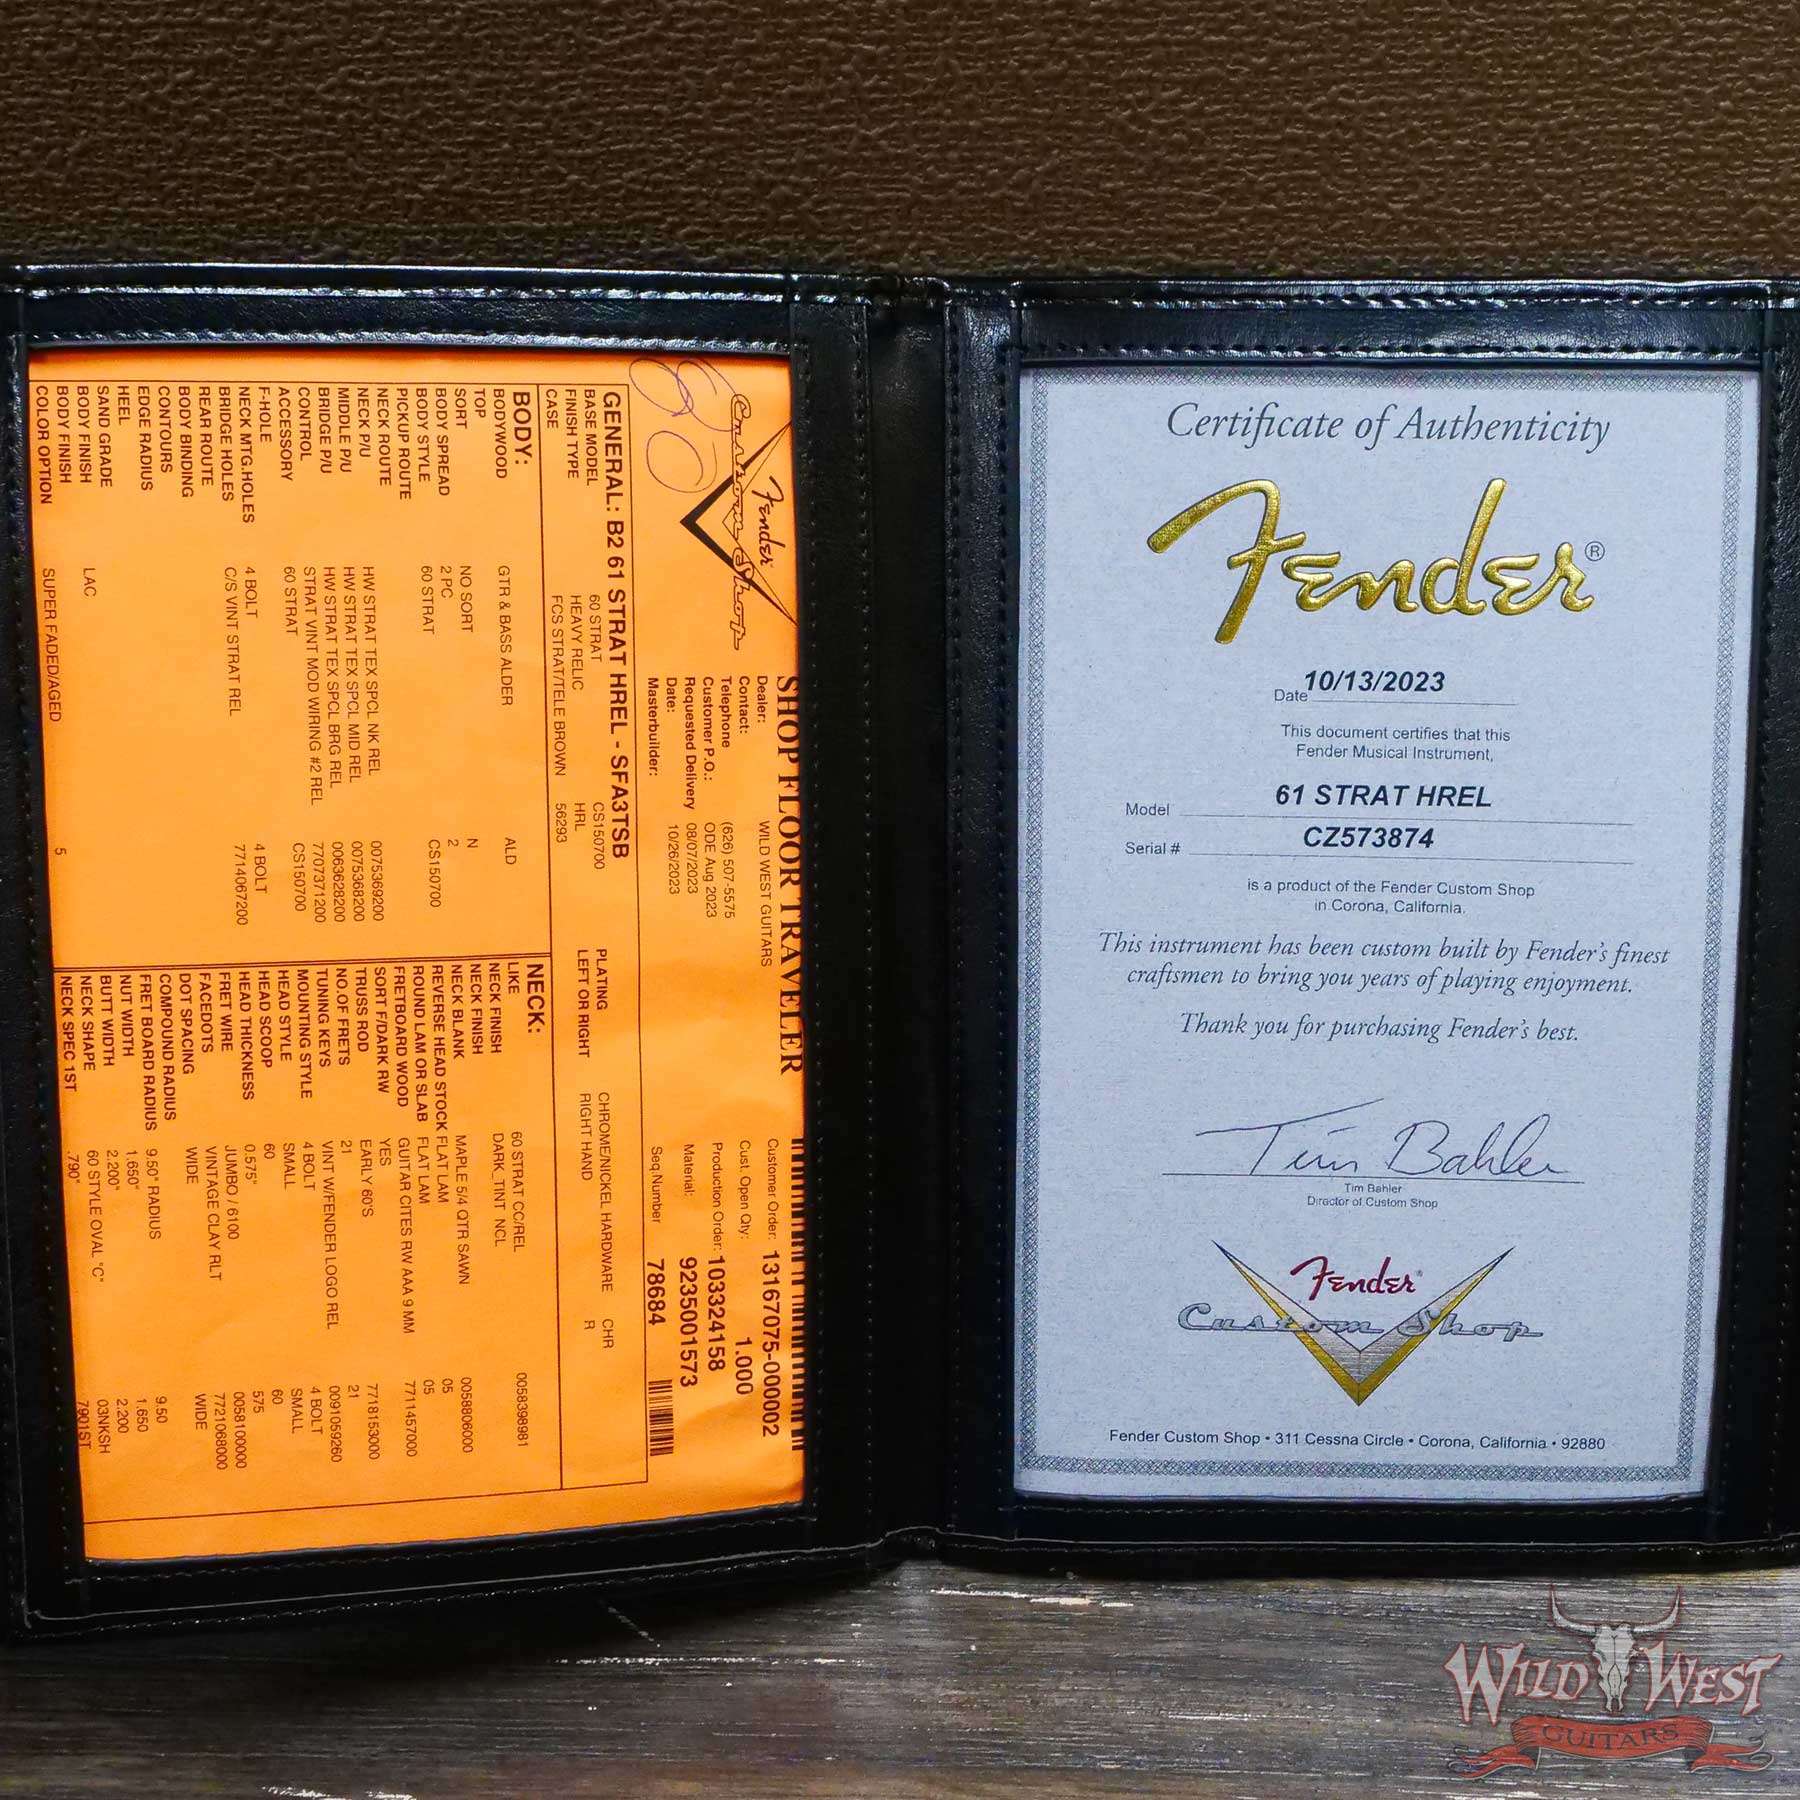 Fender
Custom Shop
SHOP FLOOR TRAVELER
Dealer: WILD WEST GUITARS
Contact:
Telephone (626) 507-5575
Customer P.O.: ODE Aug 2023
Requested Delivery 08/07/2023
Date: 10/26/2023
Masterbuilder:
Customer Order: 13167075-000002
Cust. Open Qty: 1.000
Production Order: 103324158
Material: 9235001573
Seq.Number 78684
GENERAL: B2 61 STRAT HREL - SFA3TSB
BASE MODEL 60 STRAT CS150700 PLATING CHROME/NICKEL HARDWARE CHR
FINISH TYPE HEAVY RELIC HRL LEFT OR RIGHT RIGHT HAND R
CASE FCS STRAT/TELE BROWN 56293
BODY:
BODYWOOD GTR & BASS ALDER ALD
TOP
SORT NO SORT N
BODY SPREAD 2 PC 2
BODY STYLE 60 STRAT CS150700
PICKUP ROUTE
NECK ROUTE
NECK P/U HW STRAT TEX SPCL NK REL 0075369200
MIDDLE P/U HW STRAT TEX SPCL MID REL 0075368200
BRIDGE P/U HW STRAT TEX SPCL BRG REL 0063628200
CONTROL STRAT VINT MOD WIRING #2 REL 7707371200
ACCESSORY 60 STRAT CS150700
F-HOLE
NECK MTG.HOLES 4 BOLT 4 BOLT
BRIDGE HOLES C/S VINT STRAT REL 7714067200
REAR ROUTE
BODY BINDING
CONTOURS
EDGE RADIUS
HEEL
SAND GRADE
BODY FINISH LAC
BODY FINISH
COLOR OPTION SUPER FADED/AGED 5
NECK:
LIKE 60 STRAT CC/REL 0058398981
NECK FINISH DARK_TINT NCL
NECK FINISH
NECK BLANK MAPLE 5/4 QTR SAWN 0058806000
REVERSE HEAD STOCK FLAT LAM 05
ROUND LAM OR SLAB FLAT LAM 05
FRETBOARD WOOD GUITAR CITES RW AAA 9 MM 7711457000
SORT F/DARK RW YES
TRUSS ROD EARLY 60'S 7718153000
NO.OF FRETS 21 21
TUNING KEYS VINT W/FENDER LOGO REL 0091059260
MOUNTING STYLE 4 BOLT 4 BOLT
HEAD STYLE SMALL SMALL
HEAD SCOOP 60 60
HEAD THICKNESS 0.575" 575
FRET WIRE JUMBO / 6100 0058100000
FACEDOTS VINTAGE CLAY RLT 7721068000
DOT SPACING WIDE WIDE
COMPOUND RADIUS
FRET BOARD RADIUS 9.50" RADIUS 9.50
NUT WIDTH 1.650" 1.650
BUTT WIDTH 2.200" 2.200
NECK SHAPE 60 STYLE OVAL "C" 03NKSH
NECK SPEC 1ST .790" 7901ST
Certificate of Authenticity
Fender®
Date 10/13/2023
This document certifies that this
Fender Musical Instrument,
Model 61 STRAT HREL
Serial # CZ573874
is a product of the Fender Custom Shop
in Corona, California.
This instrument has been custom built by Fender's finest
craftsmen to bring you years of playing enjoyment.
Thank you for purchasing Fender's best.
Tim Bahler
Tim Bahler
Director of Custom Shop
Fender
Custom Shop
Fender Custom Shop • 311 Cessna Circle • Corona, California • 92880
WILD WEST
GUITARS